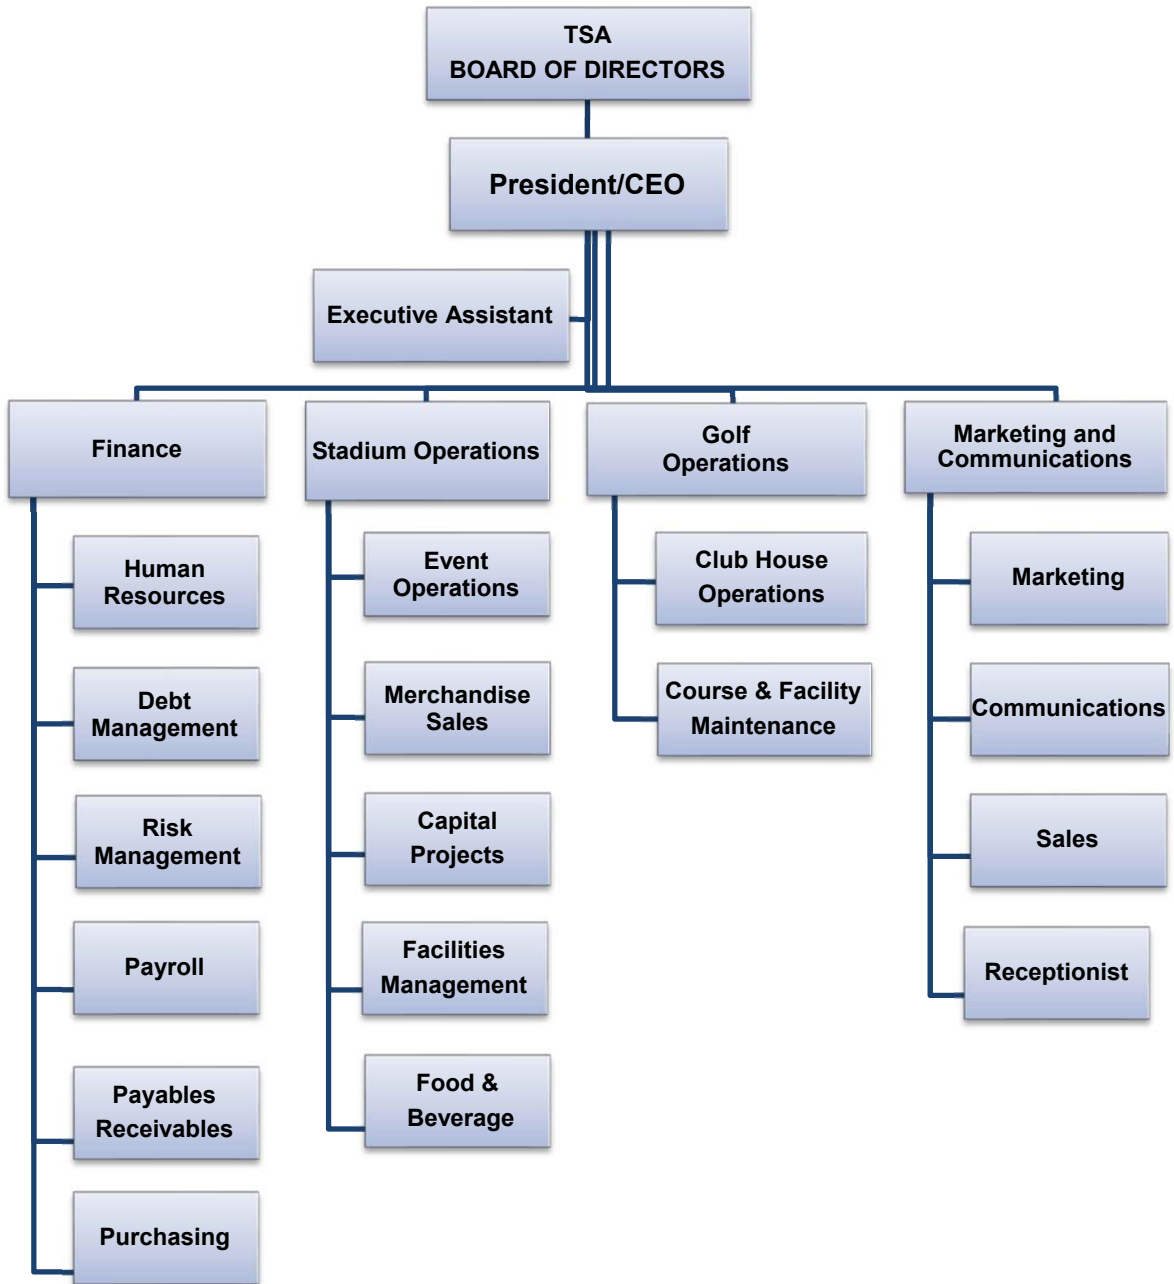 TSA
BOARD OF DIRECTORS
President/CEO
Executive Assistant
Finance
Human
Resources
Debt
Management
Risk
Management
Payroll
Payables
Receivables
Purchasing
Stadium Operations
Event
Operations
Merchandise
Sales
Capital
Projects
Facilities
Management
Food &
Beverage
Golf
Operations
Club House
Operations
Course & Facility
Maintenance
Marketing and
Communications
Marketing
Communications
Sales
Receptionist